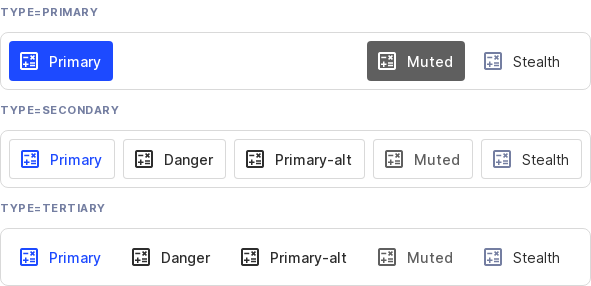 TYPE=PRIMARY
Primary Muted Stealth
TYPE=SECONDARY
Primary Danger Primary-alt Muted Stealth
TYPE=TERTIARY
Primary Danger Primary-alt Muted Stealth